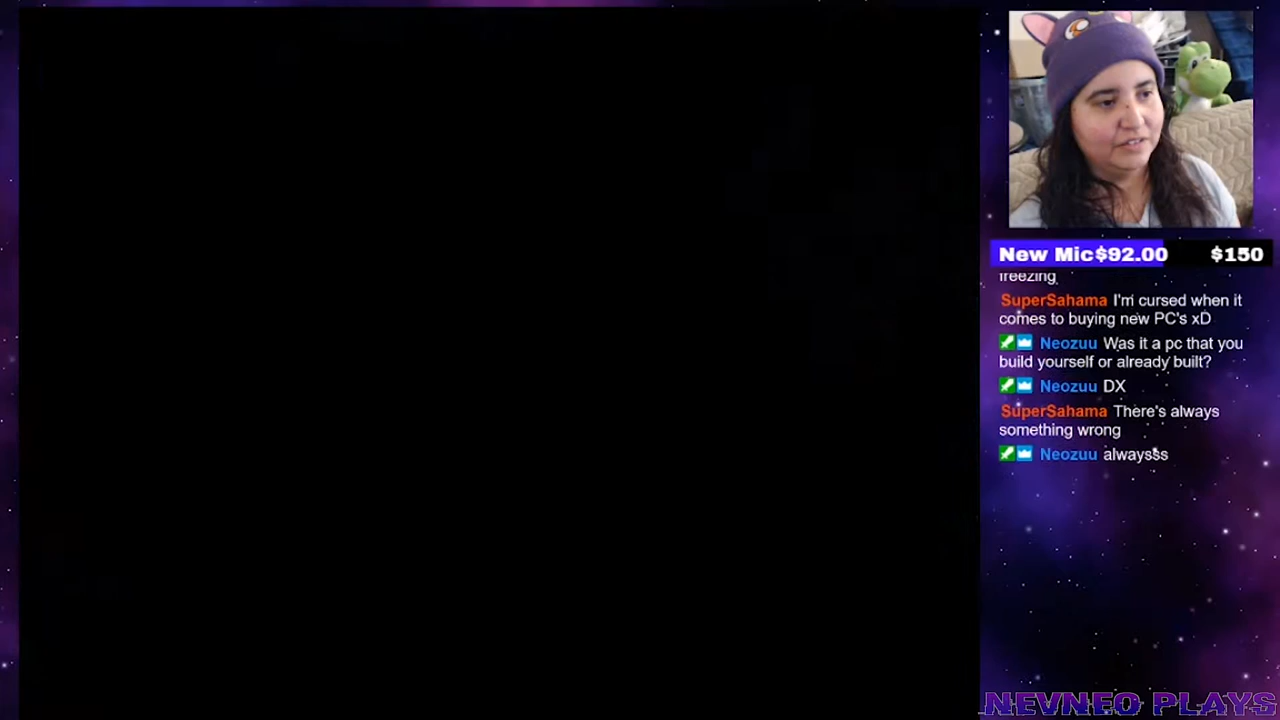 New Mic $92.00 $150
freezing
SuperSahama I'm cursed when it
comes to buying new PC's xD
Neozuu Was it a pc that you
build yourself or already built?
Neozuu DX
SuperSahama There's always
something wrong
Neozuu alwaysss
NEVNEO PLAYS